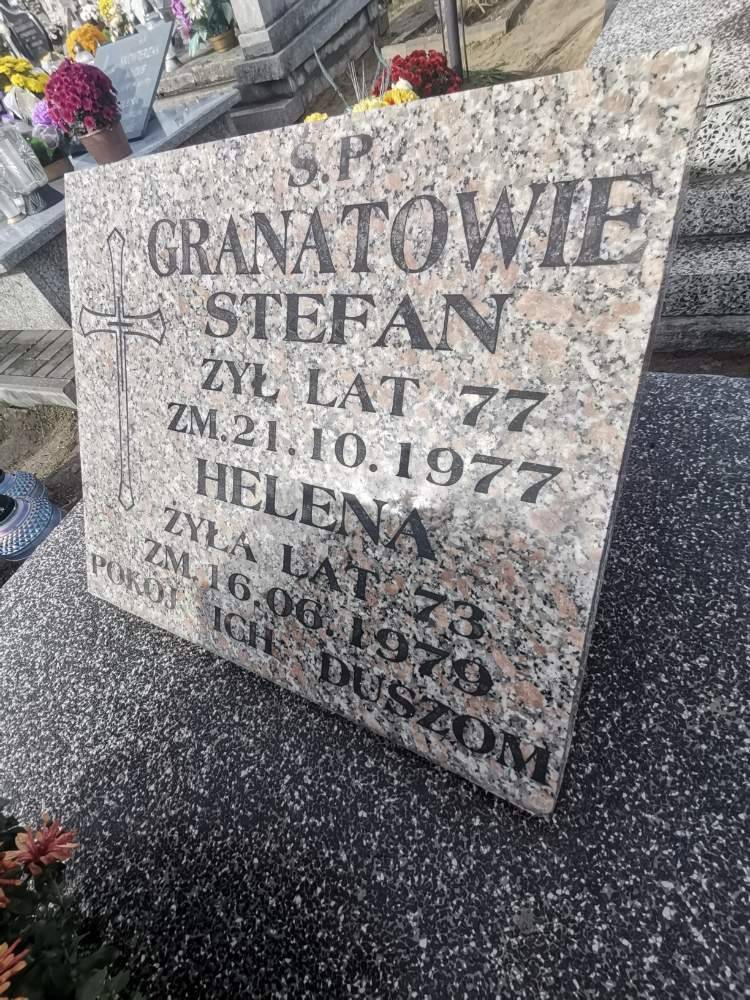 S.P
GRANATOWIE
STEFAN
ŻYŁ LAT 77
ZM.21.10.1977
HELENA
ŻYŁA LAT 73
ZM.16.06.1979
POKÓJ ICH DUSZOM